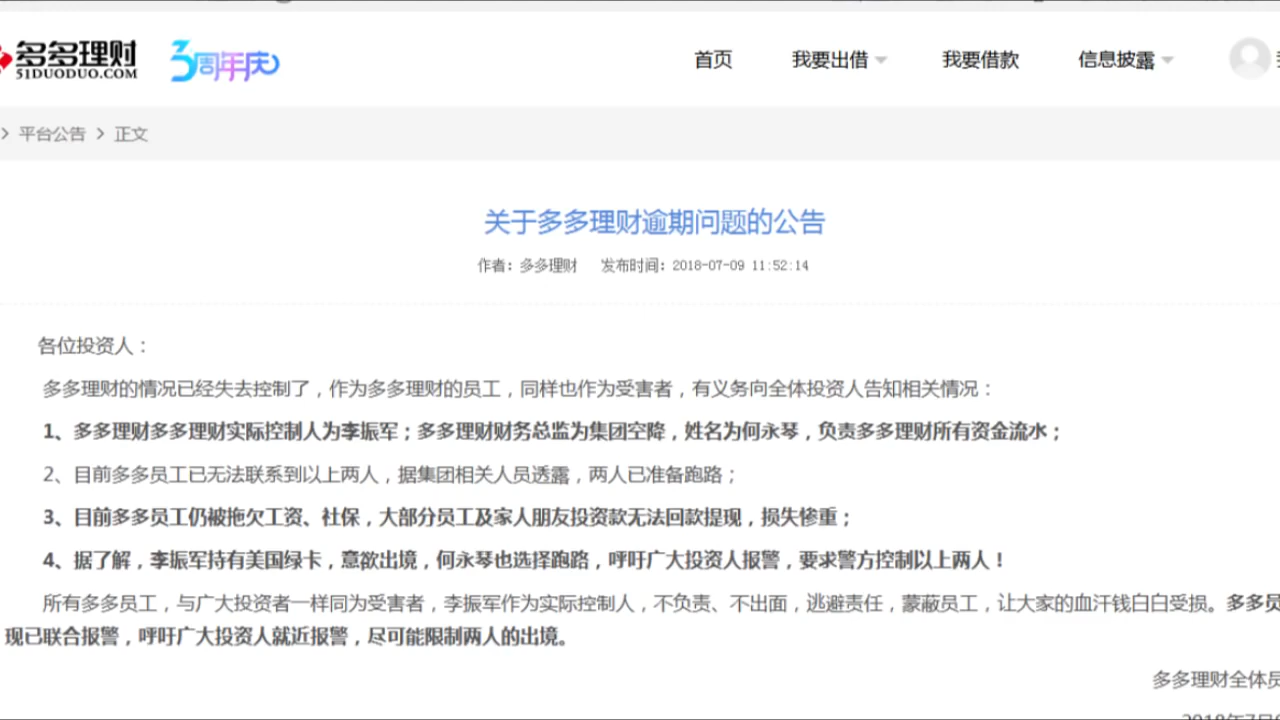 多多理财
51DUODUO.COM
3周年庆
首页
我要出借
我要借款
信息披露
平台公告 > 正文
关于多多理财逾期问题的公告
作者：多多理财 发布时间：2018-07-09 11:52:14
各位投资人：
多多理财的情况已经失去控制了，作为多多理财的员工，同样也作为受害者，有义务向全体投资人告知相关情况：
1、多多理财多多理财实际控制人为李振军；多多理财财务总监为集团空降，姓名为何永琴，负责多多理财所有资金流水；
2、目前多多员工已无法联系到以上两人，据集团相关人员透露，两人已准备跑路；
3、目前多多员工仍被拖欠工资、社保，大部分员工及家人朋友投资款无法回款提现，损失惨重；
4、据了解，李振军持有美国绿卡，意欲出境，何永琴也选择跑路，呼吁广大投资人报警，要求警方控制以上两人！
所有多多员工，与广大投资者一样同为受害者，李振军作为实际控制人，不负责、不出面，逃避责任，蒙蔽员工，让大家的血汗钱白白受损。多多员
现已联合报警，呼吁广大投资人就近报警，尽可能限制两人的出境。
多多理财全体员